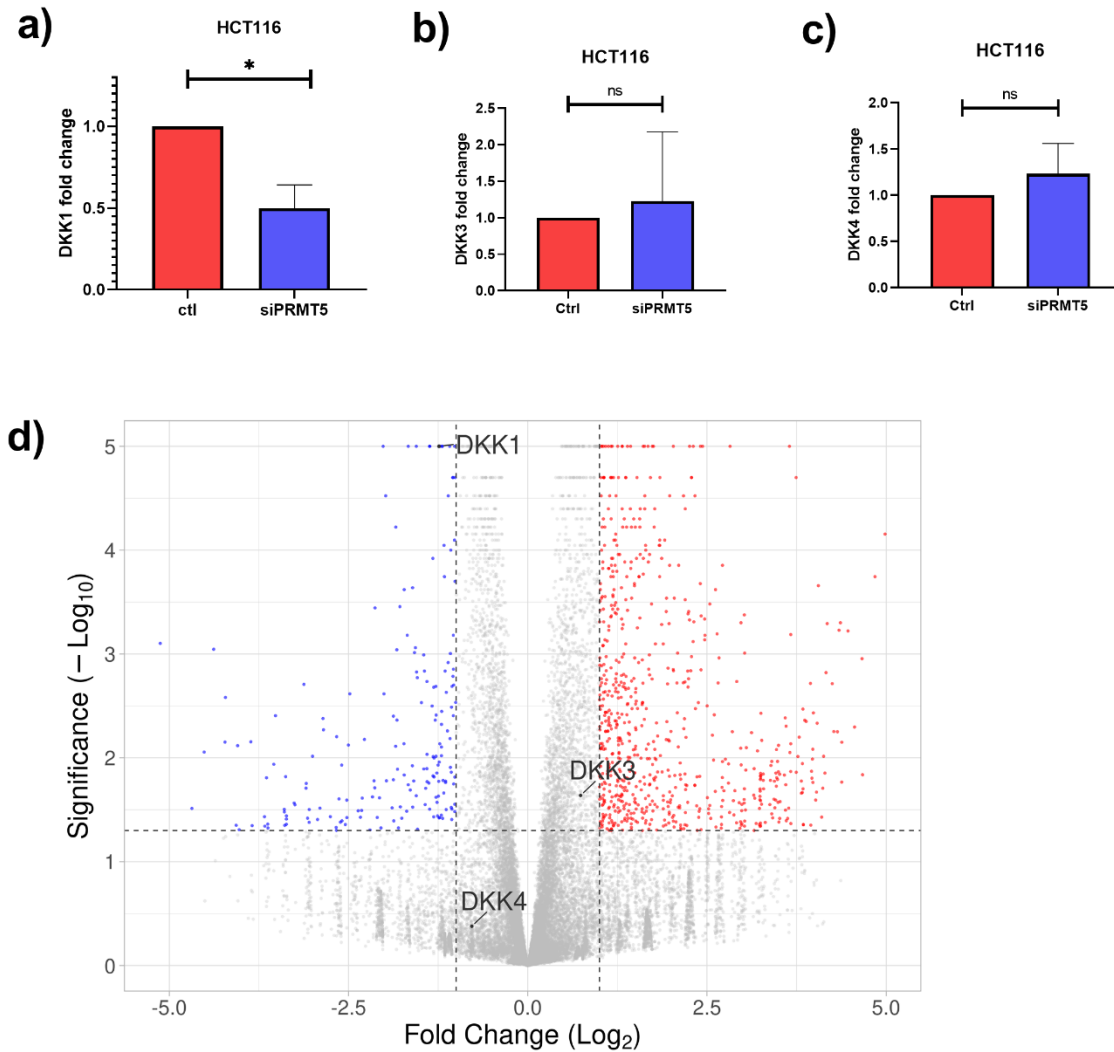 a)
HCT116
*
DKK1 fold change
1.0
0.5
0.0
ctl
siPRMT5
b)
HCT116
ns
DKK3 fold change
2.5
2.0
1.5
1.0
0.5
0.0
Ctrl
siPRMT5
c)
HCT116
ns
DKK4 fold change
2.0
1.5
1.0
0.5
0.0
Ctrl
siPRMT5
d)
Significance (−Log10)
5
4
3
2
1
0
DKK1
DKK3
DKK4
-5.0
-2.5
0.0
2.5
5.0
Fold Change (Log2)